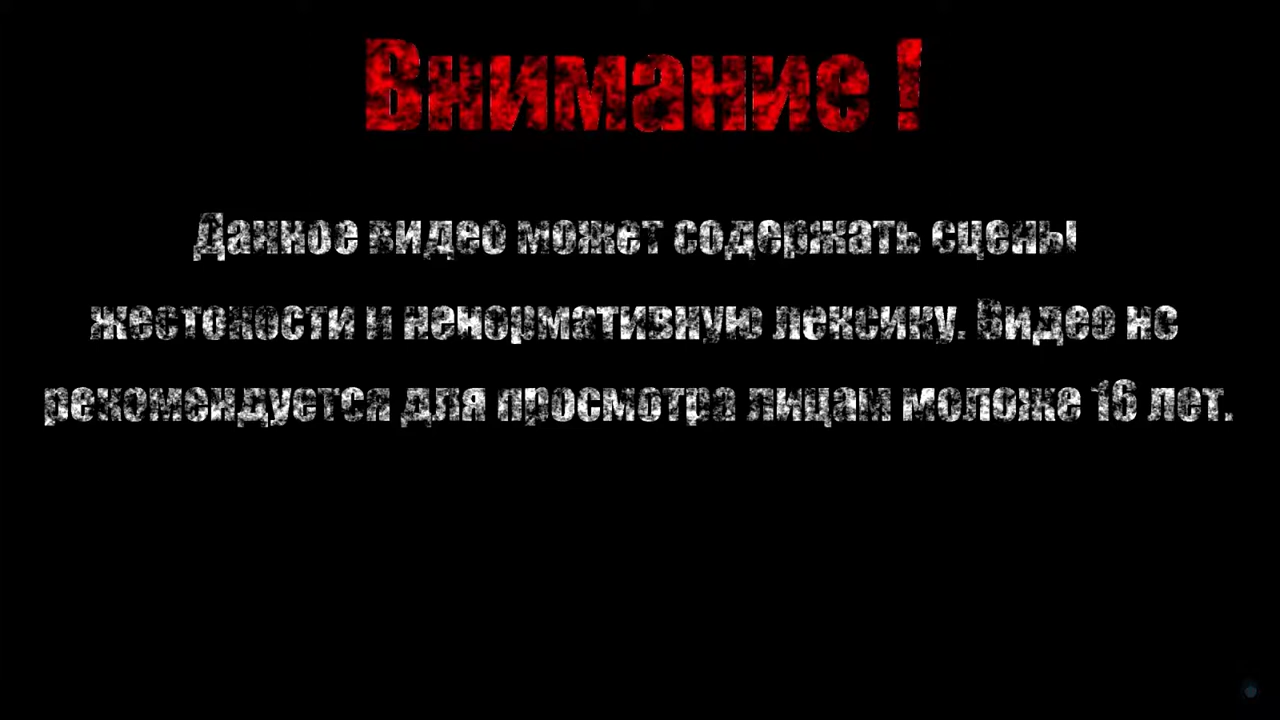 Внимание !
Данное видео может содержать сцены
жестокости и ненормативную лексику. Видео не
рекомендуется для просмотра лицам моложе 16 лет.